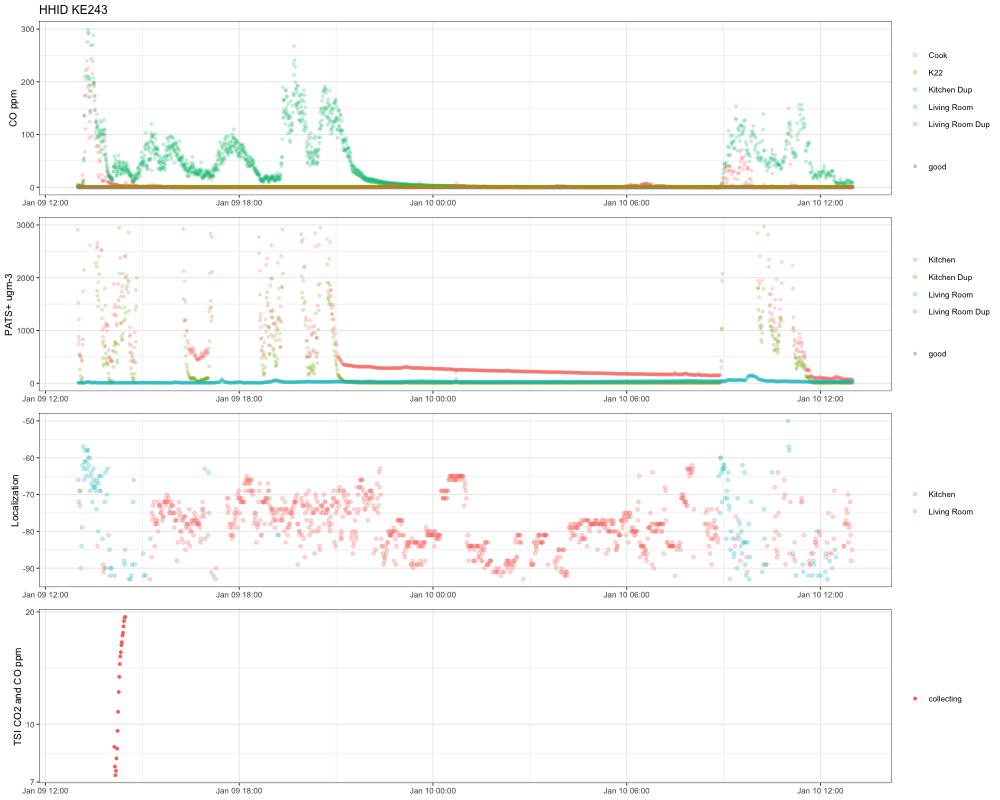 HHID KE243
CO ppm
300
200
100
0
Jan 09 12:00
Jan 09 18:00
Jan 10 00:00
Jan 10 06:00
Jan 10 12:00
Cook
K22
Kitchen Dup
Living Room
Living Room Dup
good
PATS+ ugm-3
3000
2000
1000
0
Jan 09 12:00
Jan 09 18:00
Jan 10 00:00
Jan 10 06:00
Jan 10 12:00
Kitchen
Kitchen Dup
Living Room
Living Room Dup
good
Localization
-50
-60
-70
-80
-90
Jan 09 12:00
Jan 09 18:00
Jan 10 00:00
Jan 10 06:00
Jan 10 12:00
Kitchen
Living Room
TSI CO2 and CO ppm
20
10
7
Jan 09 12:00
Jan 09 18:00
Jan 10 00:00
Jan 10 06:00
Jan 10 12:00
collecting